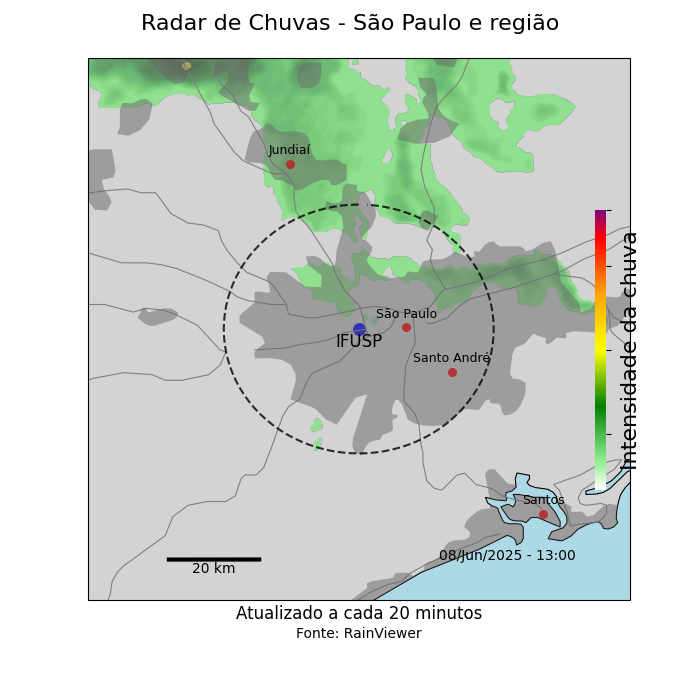 Radar de Chuvas - São Paulo e região
Jundiaí
São Paulo
IFUSP
Santo André
Intensidade da chuva
Santos
08/Jun/2025 - 13:00
20 km
Atualizado a cada 20 minutos
Fonte: RainViewer